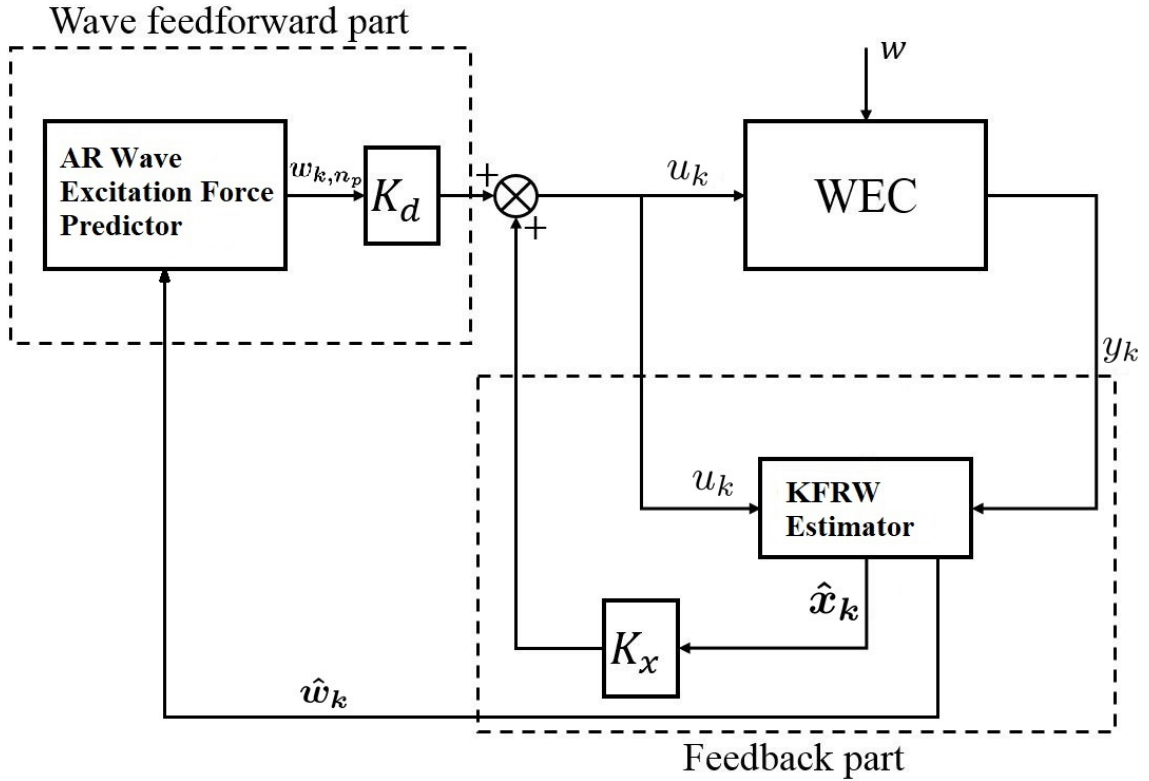 Wave feedforward part
w
AR Wave
Excitation Force
Predictor
w_{k,n_p}
K_d
+
+
u_k
WEC
y_k
u_k
KFRW
Estimator
x̂_k
K_x
ŵ_k
Feedback part